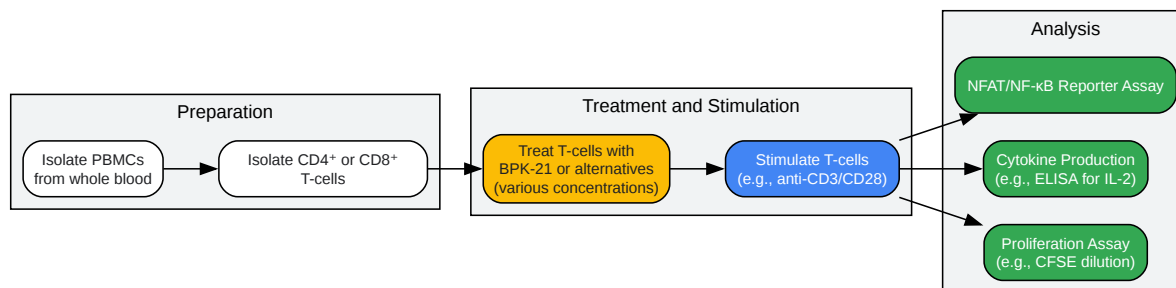 Preparation
Isolate PBMCs
from whole blood
Isolate CD4⁺ or CD8⁺
T-cells
Treatment and Stimulation
Treat T-cells with
BPK-21 or alternatives
(various concentrations)
Stimulate T-cells
(e.g., anti-CD3/CD28)
Analysis
NFAT/NF-κB Reporter Assay
Cytokine Production
(e.g., ELISA for IL-2)
Proliferation Assay
(e.g., CFSE dilution)